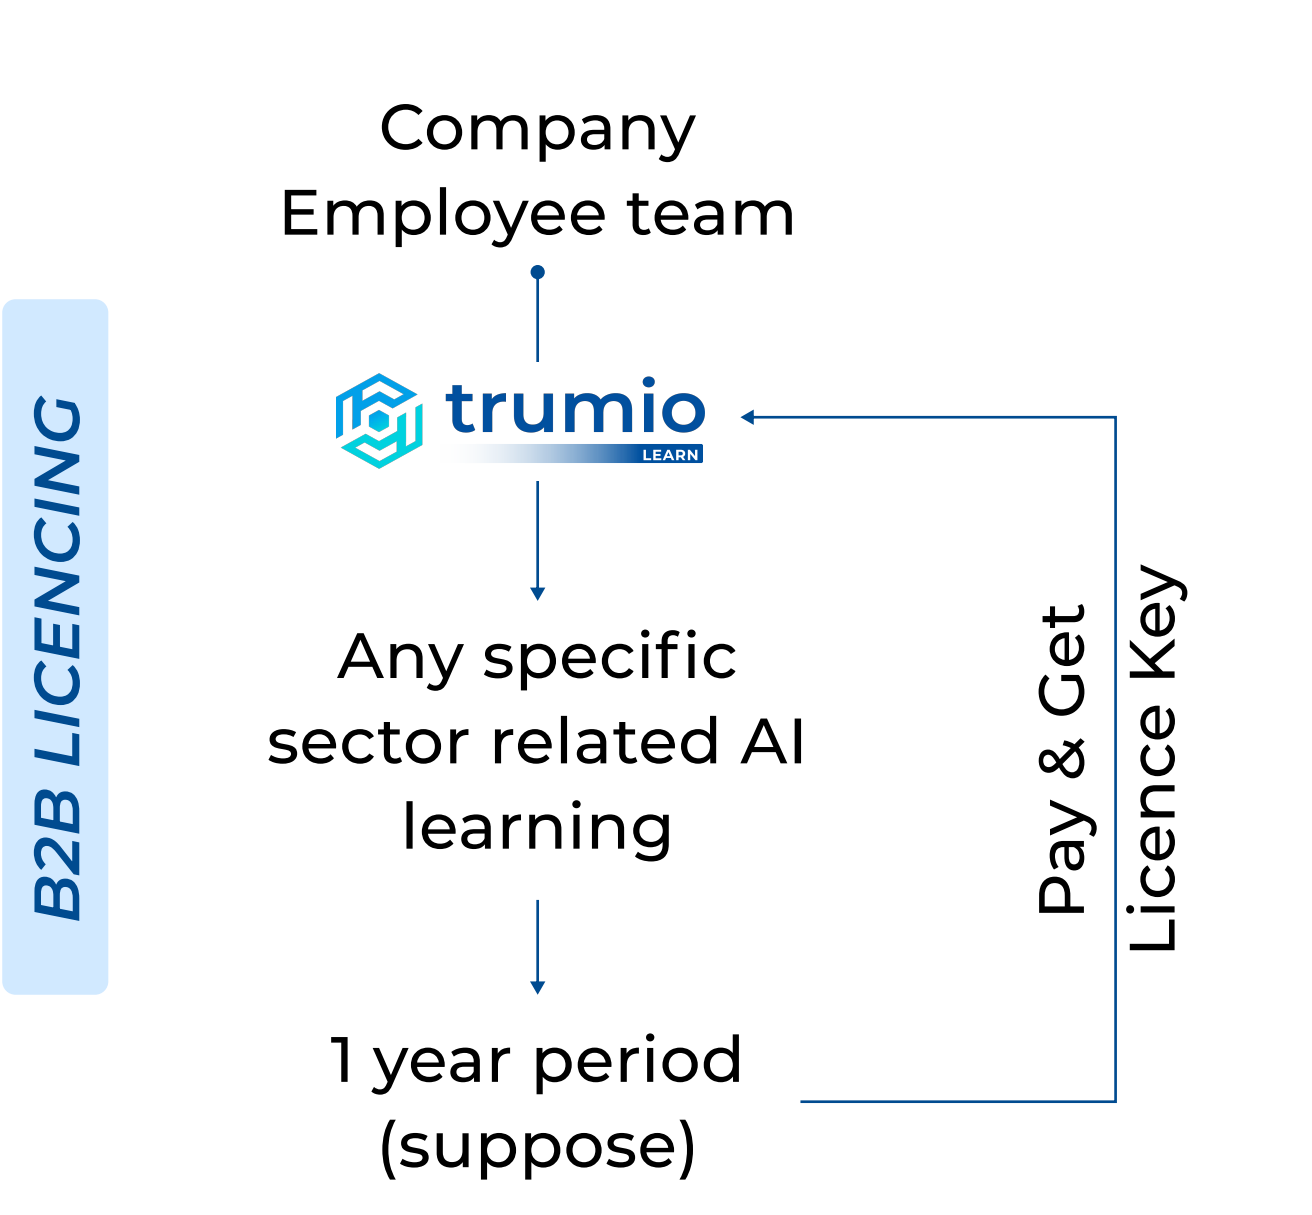 Company
Employee team
B2B LICENCING
trumio
LEARN
Any specific
sector related AI
learning
Pay & Get
Licence Key
1 year period
(suppose)